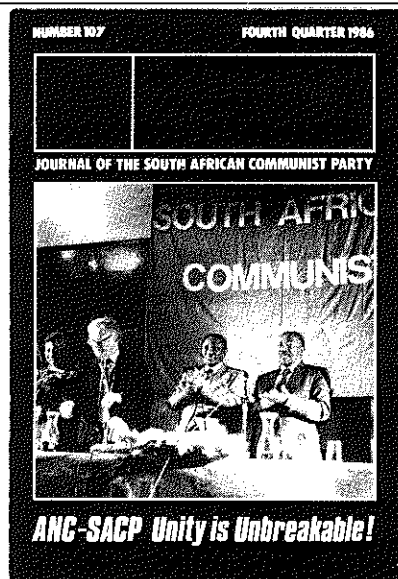 NUMBER 107
FOURTH QUARTER 1986
JOURNAL OF THE SOUTH AFRICAN COMMUNIST PARTY
SOUTH AFRIC
COMMUNIS
ANC-SACP Unity is Unbreakable!